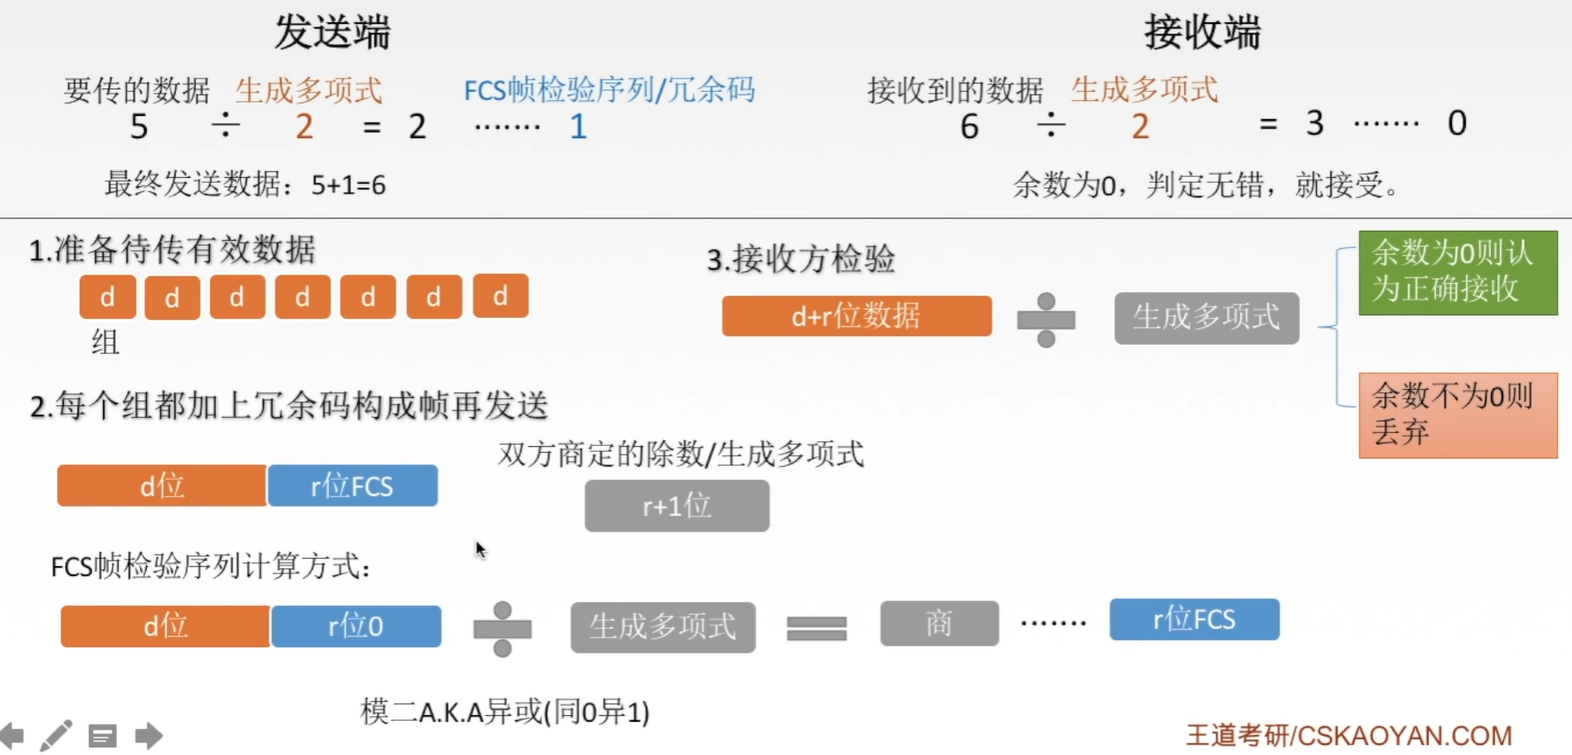 发送端
要传的数据 生成多项式 FCS帧检验序列/冗余码
5 ÷ 2 = 2 ······· 1
最终发送数据：5+1=6
接收端
接收到的数据 生成多项式
6 ÷ 2 = 3 ······· 0
余数为0，判定无错，就接受。
1.准备待传有效数据
d d d d d d d
组
2.每个组都加上冗余码构成帧再发送
d位 r位FCS
双方商定的除数/生成多项式
r+1位
FCS帧检验序列计算方式：
d位 r位0 ÷ 生成多项式 = 商 ······· r位FCS
模二A.K.A异或(同0异1)
3.接收方检验
d+r位数据 ÷ 生成多项式
余数为0则认
为正确接收
余数不为0则
丢弃
王道考研/CSKAOYAN.COM